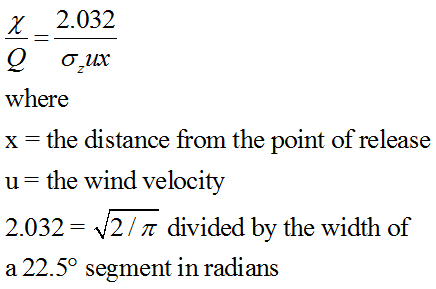 χ/Q = 2.032/σ_z ux
where
x = the distance from the point of release
u = the wind velocity
2.032 = √2/π divided by the width of
a 22.5° segment in radians